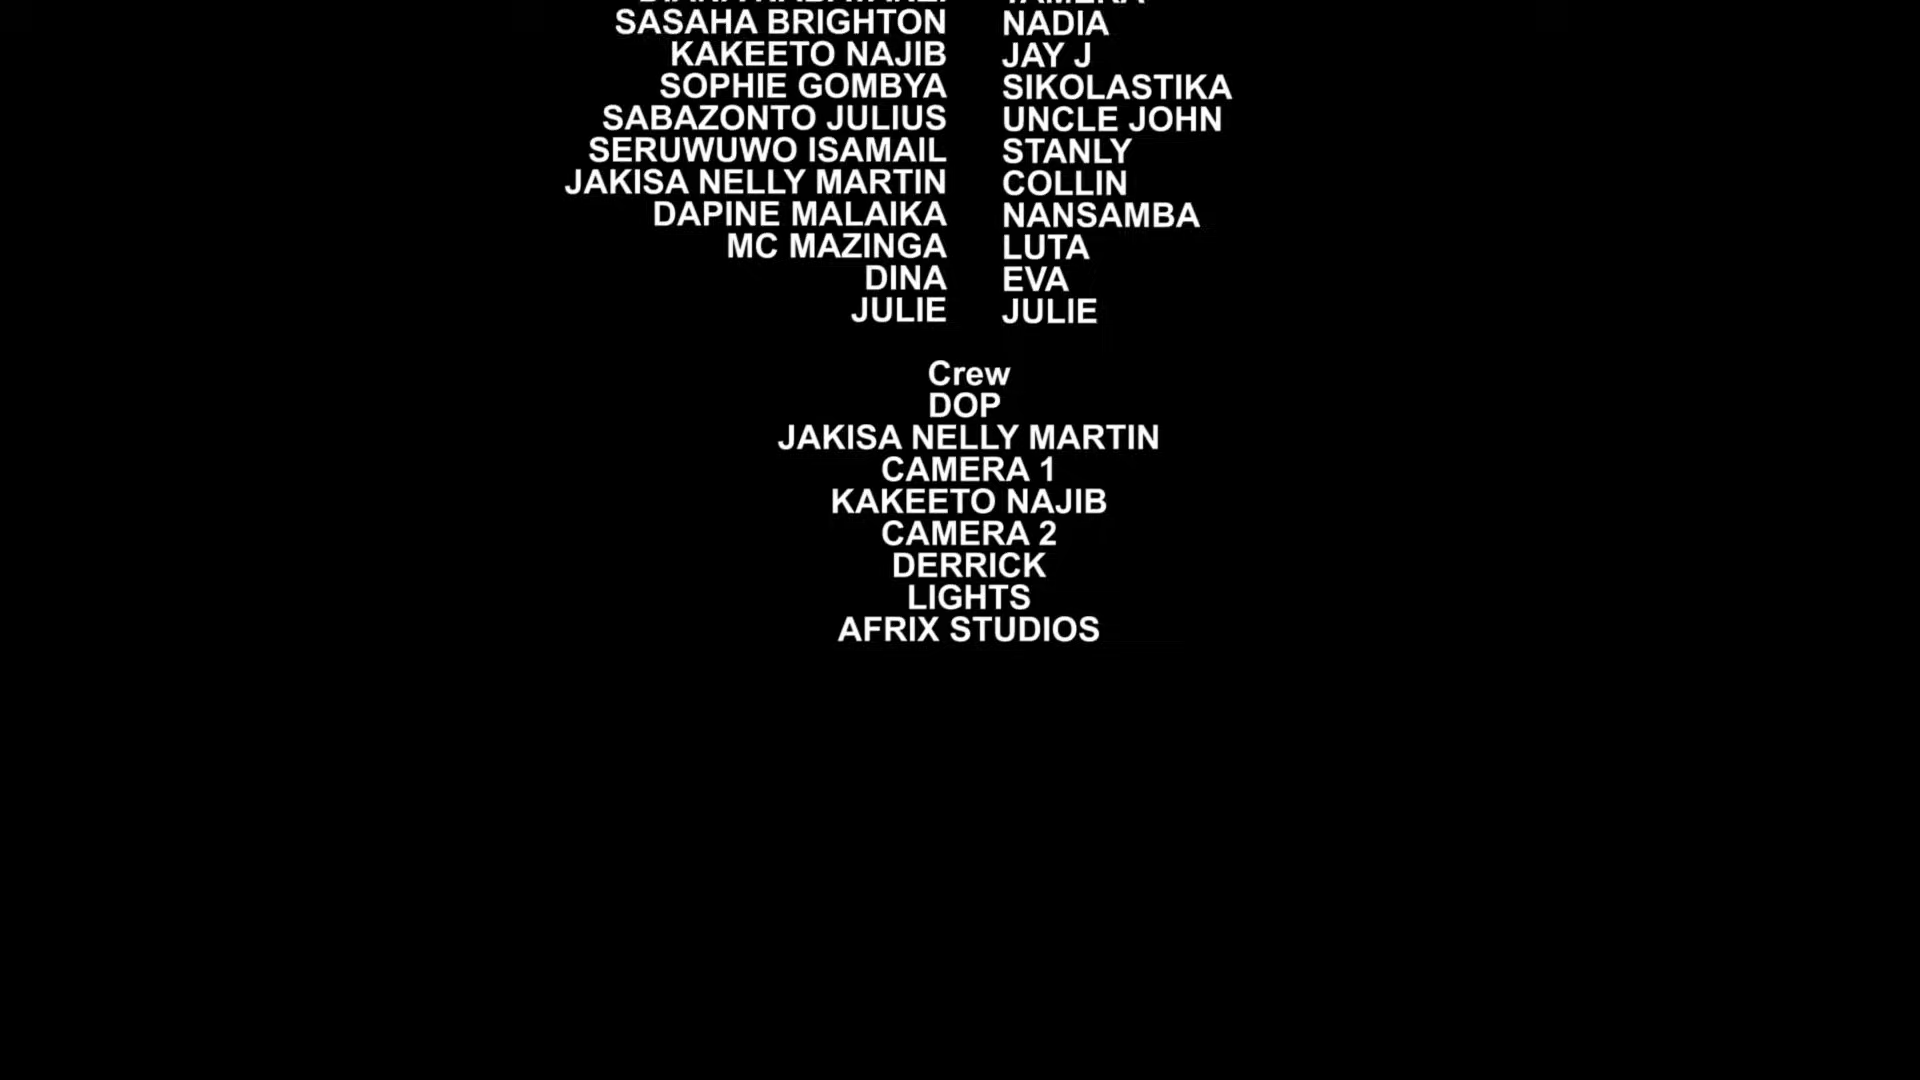 SASAHA BRIGHTON NADIA
KAKEETO NAJIB JAY J
SOPHIE GOMBYA SIKOLASTIKA
SABAZONTO JULIUS UNCLE JOHN
SERUWUWO ISAMAIL STANLY
JAKISA NELLY MARTIN COLLIN
DAPINE MALAIKA NANSAMBA
MC MAZINGA LUTA
DINA EVA
JULIE JULIE
Crew
DOP
JAKISA NELLY MARTIN
CAMERA 1
KAKEETO NAJIB
CAMERA 2
DERRICK
LIGHTS
AFRIX STUDIOS